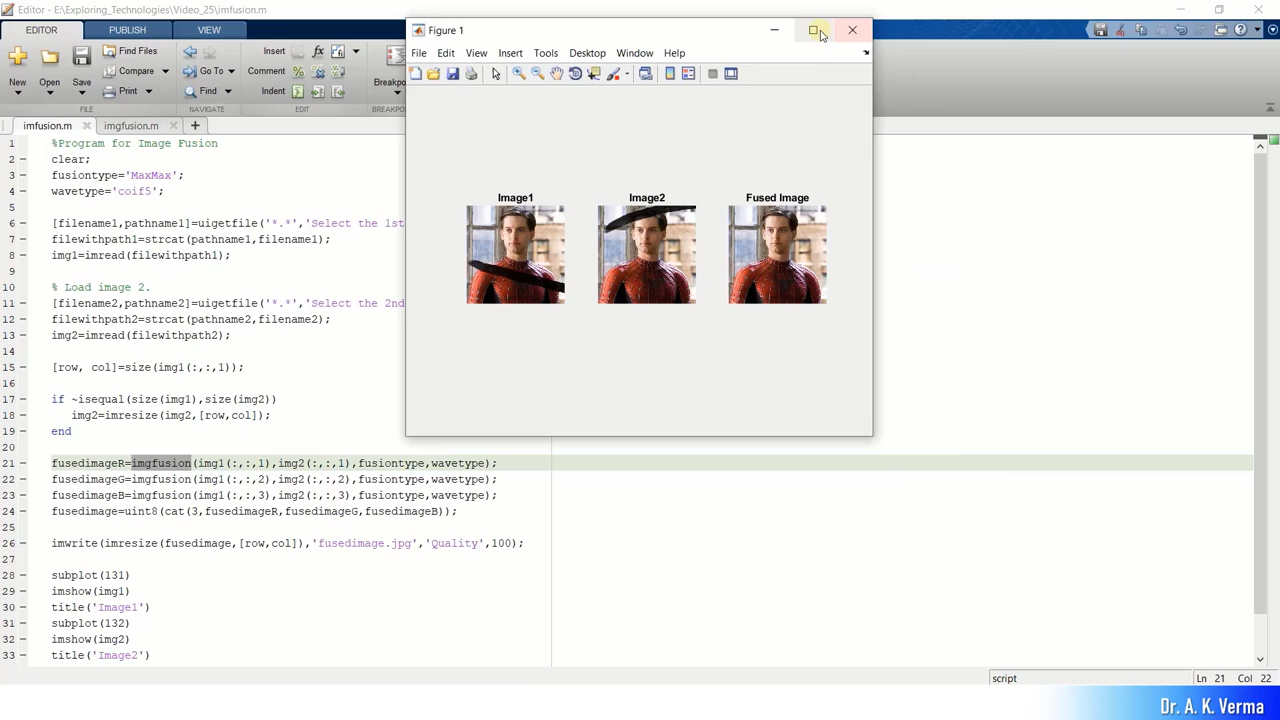 Editor - E:\Exploring_Technologies\Video_25\imfusion.m
EDITOR PUBLISH VIEW
New Open Save
Find Files
Compare
Print
Go To
Find
Insert
Comment
Indent
FILE NAVIGATE EDIT BREAKPO
imfusion.m imgfusion.m
Figure 1
File Edit View Insert Tools Desktop Window Help
Image1 Image2 Fused Image
1 %Program for Image Fusion
2 clear;
3 fusiontype='MaxMax';
4 wavetype='coif5';
5
6 [filename1,pathname1]=uigetfile('*.*','Select the 1st
7 filewithpath1=strcat(pathname1,filename1);
8 img1=imread(filewithpath1);
9
10 % Load image 2.
11 [filename2,pathname2]=uigetfile('*.*','Select the 2nd
12 filewithpath2=strcat(pathname2,filename2);
13 img2=imread(filewithpath2);
14
15 [row, col]=size(img1(:,:,1));
16
17 if ~isequal(size(img1),size(img2))
18 img2=imresize(img2,[row,col]);
19 end
20
21 fusedimageR=imgfusion(img1(:,:,1),img2(:,:,1),fusiontype,wavetype);
22 fusedimageG=imgfusion(img1(:,:,2),img2(:,:,2),fusiontype,wavetype);
23 fusedimageB=imgfusion(img1(:,:,3),img2(:,:,3),fusiontype,wavetype);
24 fusedimage=uint8(cat(3,fusedimageR,fusedimageG,fusedimageB));
25
26 imwrite(imresize(fusedimage,[row,col]),'fusedimage.jpg','Quality',100);
27
28 subplot(131)
29 imshow(img1)
30 title('Image1')
31 subplot(132)
32 imshow(img2)
33 title('Image2')
script Ln 21 Col 22
Dr. A. K. Verma